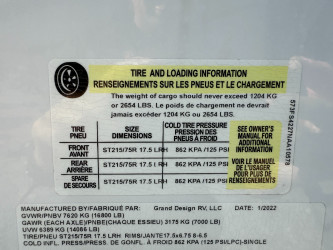 TIRE AND LOADING INFORMATION
RENSEIGNEMENTS SUR LES PNEUS ET LE CHARGEMENT
The weight of cargo should never exceed 1204 KG
or 2654 LBS. Le poids de chargement ne devrait
jamais excéder 1204 KG ou 2654 LBS.
TIRE PNEU SIZE DIMENSIONS COLD TIRE PRESSURE PRESSION DES PNEUS À FROID SEE OWNER'S MANUAL FOR ADDITIONAL INFORMATION
FRONT AVANT ST215/75R 17.5 LRH 862 KPA /125 PSI
REAR ARRIÈRE ST215/75R 17.5 LRH 862 KPA /125 PSI VOIR LE MANUEL DE L'USAGER POUR PLUS DE RENSEIGNEMENTS
SPARE DE SECOURS ST215/75R 17.5 LRH 862 KPA /125 PSI
MANUFACTURED BY/FABRIQUÉ PAR: Grand Design RV, LLC DATE: 1/2022
GVWR/PNBV 7620 KG (16800 LB)
GAWR (EACH AXLE)/PNBE(CHAQUE ESSIEU) 3175 KG (7000 LB)
UVW 6389 KG (14086 LB)
TIRE/PNEU ST215/75R 17.5 LRH RIMS/JANTE17.5x6.75 8-6.5
COLD INFL. PRESS/PRESS. DE GONFL. À FROID 862 KPA /125 PSI/LPC)-SINGLE